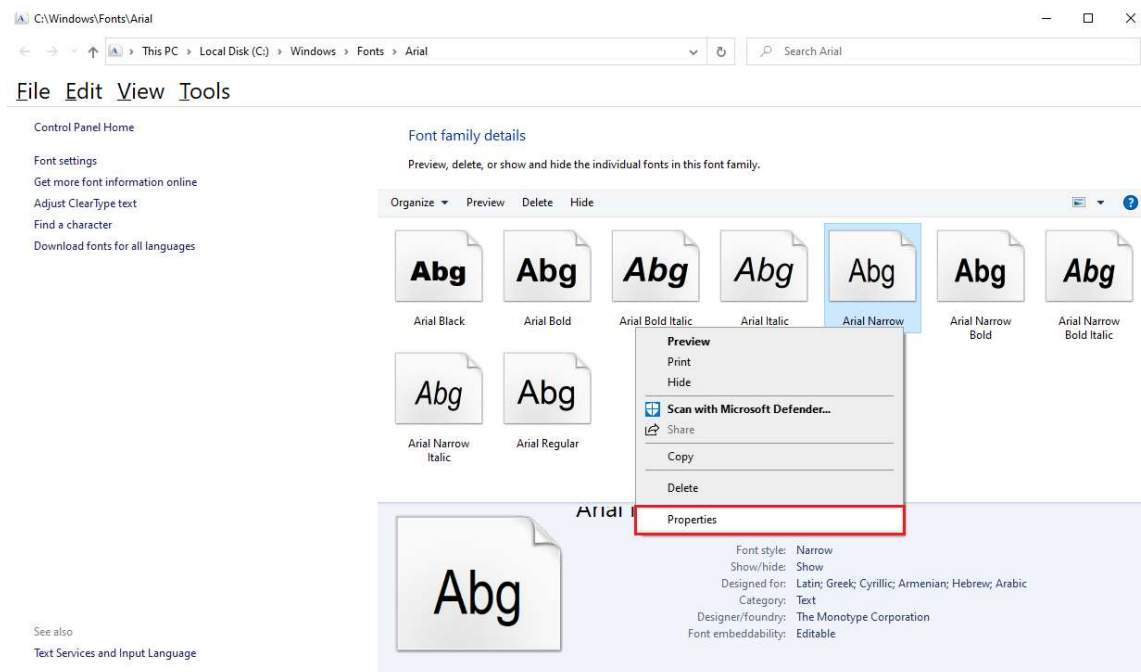 C:\Windows\Fonts\Arial
This PC > Local Disk (C:) > Windows > Fonts > Arial
Search Arial
File Edit View Tools
Control Panel Home
Font settings
Get more font information online
Adjust ClearType text
Find a character
Download fonts for all languages
See also
Text Services and Input Language
Font family details
Preview, delete, or show and hide the individual fonts in this font family.
Organize Preview Delete Hide
Abg Abg Abg Abg Abg Abg Abg
Arial Black Arial Bold Arial Bold Italic Arial Italic Arial Narrow Arial Narrow Bold Arial Narrow Bold Italic
Abg Abg
Arial Narrow Italic Arial Regular
Preview
Print
Hide
Scan with Microsoft Defender...
Share
Copy
Delete
Properties
Arial
Abg
Font style: Narrow
Show/hide: Show
Designed for: Latin; Greek; Cyrillic; Armenian; Hebrew; Arabic
Category: Text
Designer/foundry: The Monotype Corporation
Font embeddability: Editable